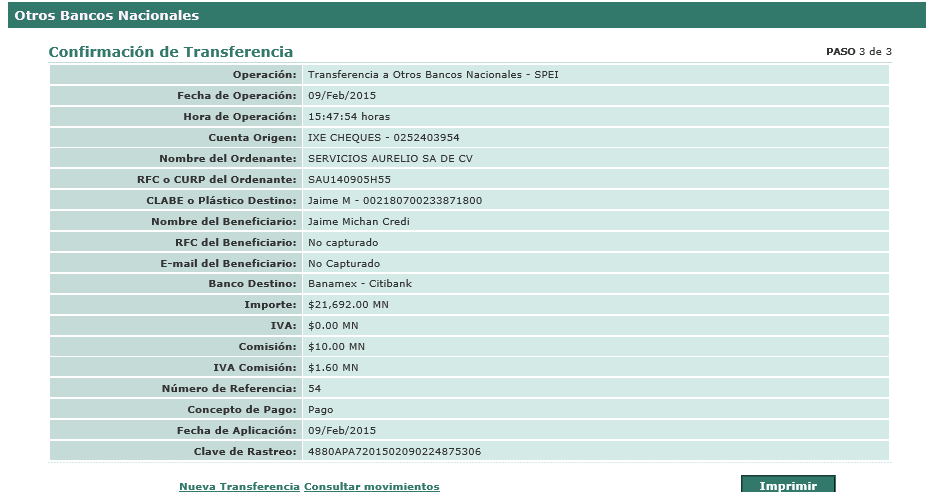 Otros Bancos Nacionales
Confirmación de Transferencia PASO 3 de 3
Operación: Transferencia a Otros Bancos Nacionales - SPEI
Fecha de Operación: 09/Feb/2015
Hora de Operación: 15:47:54 horas
Cuenta Origen: IXE CHEQUES - 0252403954
Nombre del Ordenante: SERVICIOS AURELIO SA DE CV
RFC o CURP del Ordenante: SAU140905H55
CLABE o Plástico Destino: Jaime M - 002180700233871800
Nombre del Beneficiario: Jaime Michan Credi
RFC del Beneficiario: No capturado
E-mail del Beneficiario: No Capturado
Banco Destino: Banamex - Citibank
Importe: $21,692.00 MN
IVA: $0.00 MN
Comisión: $10.00 MN
IVA Comisión: $1.60 MN
Número de Referencia: 54
Concepto de Pago: Pago
Fecha de Aplicación: 09/Feb/2015
Clave de Rastreo: 4880APA7201502090224875306
Nueva Transferencia Consultar movimientos Imprimir